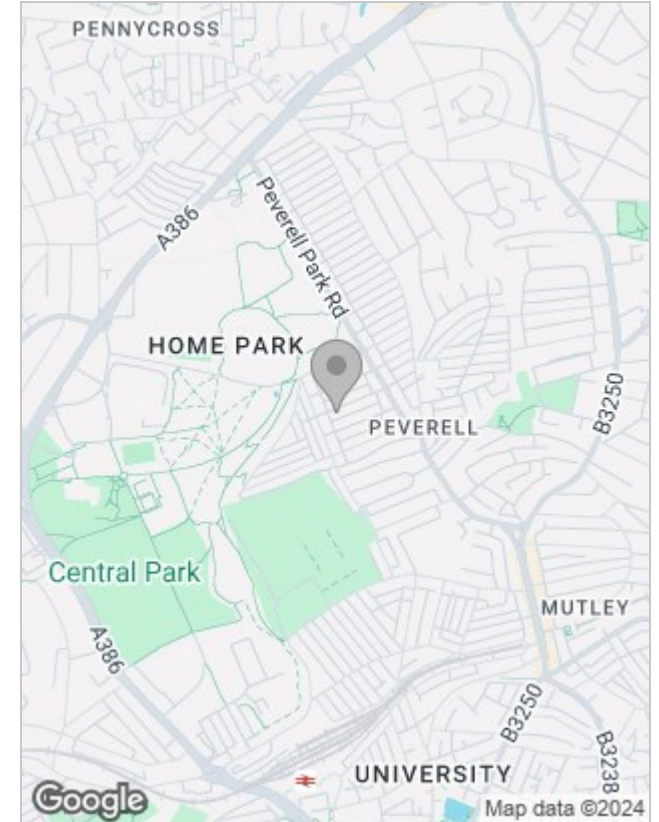 PENNYCROSS
A386
Peverell Park Rd
HOME PARK
B3250
PEVERELL
Central Park
MUTLEY
A386
B3250
B3238
UNIVERSITY
Google
Map data ©2024